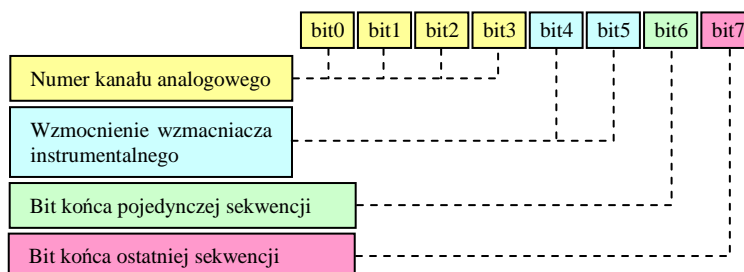 bit0 bit1 bit2 bit3 bit4 bit5 bit6 bit7
Numer kanału analogowego
Wzmocnienie wzmacniacza
instrumentalnego
Bit końca pojedynczej sekwencji
Bit końca ostatniej sekwencji